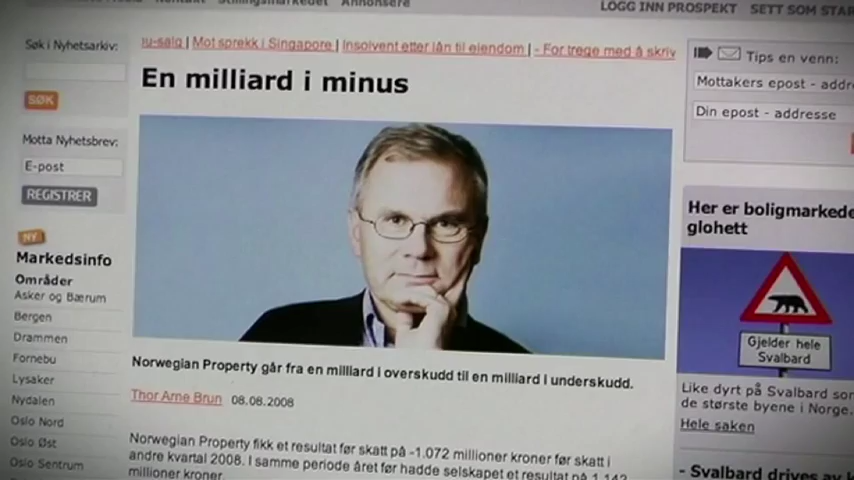 Annonsere
LOGG INN PROSPEKT SETT SOM STAR
Søk i Nyhetsarkiv:
SØK
Motta Nyhetsbrev:
E-post
REGISTRER
NY
Markedsinfo
Områder
Asker og Bærum
Bergen
Drammen
Fornebu
Lysaker
Nydalen
Oslo Nord
Oslo Øst
Oslo Sentrum
ru-salg | Mot sprekk i Singapore | Insolvent etter lån til eiendom | - For trege med å skriv
En milliard i minus
Norwegian Property går fra en milliard i overskudd til en milliard i underskudd.
Thor Arne Brun 08.08.2008
Norwegian Property fikk et resultat før skatt på -1.072 millioner kroner før skatt i
andre kvartal 2008. I samme periode året før hadde selskapet et resultat på 1.142
millioner kroner.
Tips en venn:
Mottakers epost - addre
Din epost - addresse
Her er boligmarkede
glohett
Gjelder hele
Svalbard
Like dyrt på Svalbard som
de største byene i Norge.
Hele saken
- Svalbard drives av k